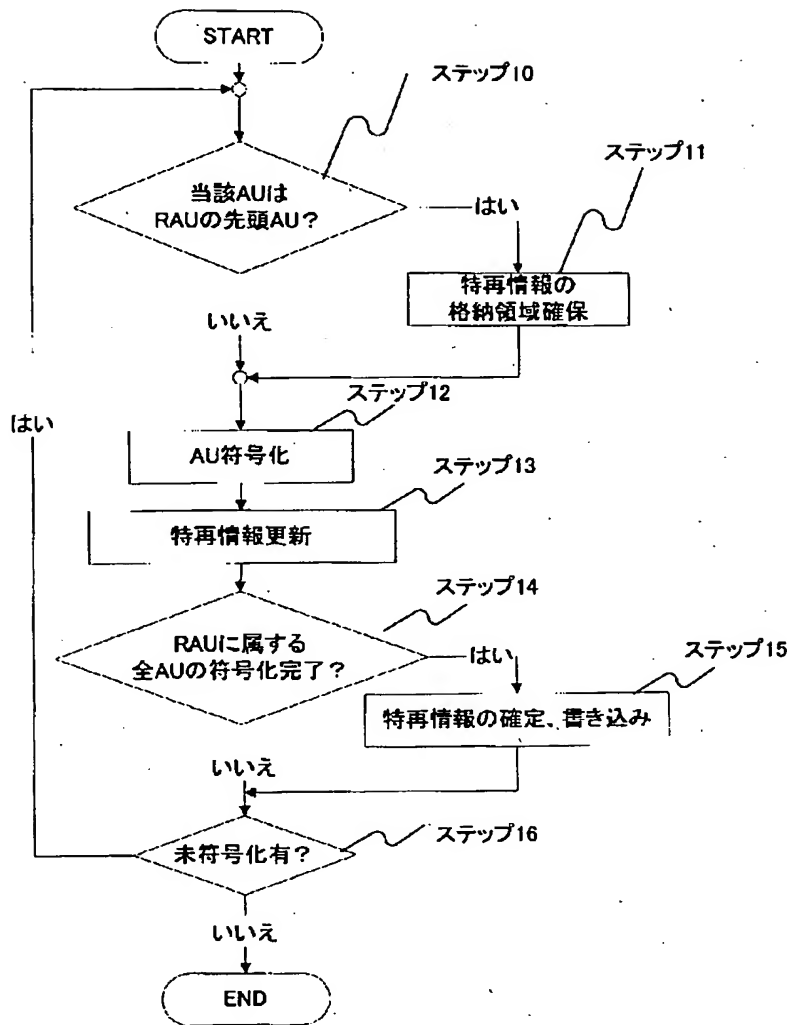 START
ステップ10
当該AUは
RAUの先頭AU？
はい
ステップ11
特再情報の
格納領域確保
いいえ
ステップ12
はい
AU符号化
ステップ13
特再情報更新
ステップ14
RAUに属する
全AUの符号化完了？
はい
ステップ15
特再情報の確定、書き込み
いいえ
ステップ16
未符号化有？
いいえ
END